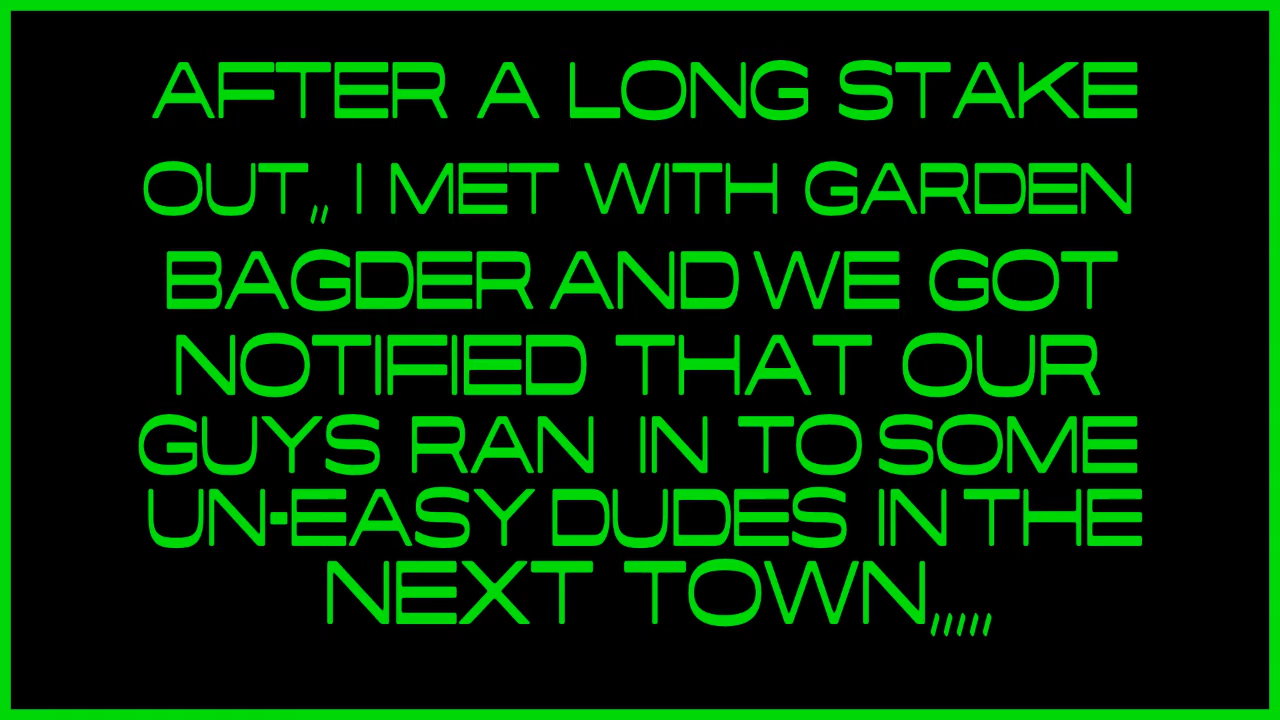 AFTER A LONG STAKE
OUT,, I MET WITH GARDEN
BAGDER AND WE GOT
NOTIFIED THAT OUR
GUYS RAN IN TO SOME
UN-EASY DUDES IN THE
NEXT TOWN,,,,,